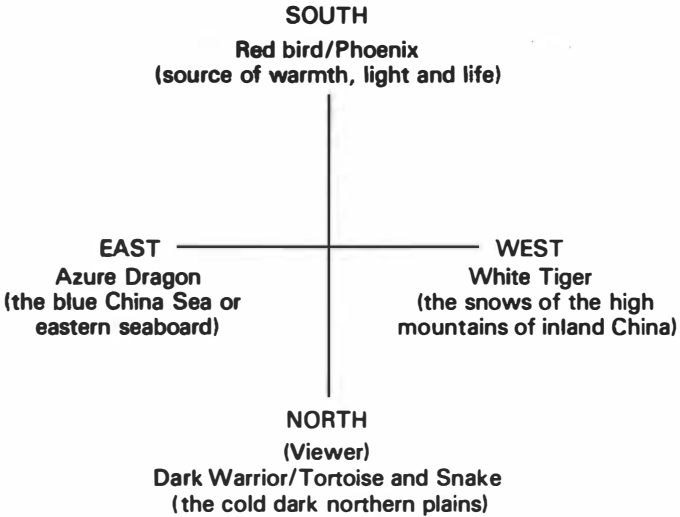 SOUTH
Red bird/Phoenix
(source of warmth, light and life)
EAST
Azure Dragon
(the blue China Sea or
eastern seaboard)
WEST
White Tiger
(the snows of the high
mountains of inland China)
NORTH
(Viewer)
Dark Warrior/Tortoise and Snake
(the cold dark northern plains)